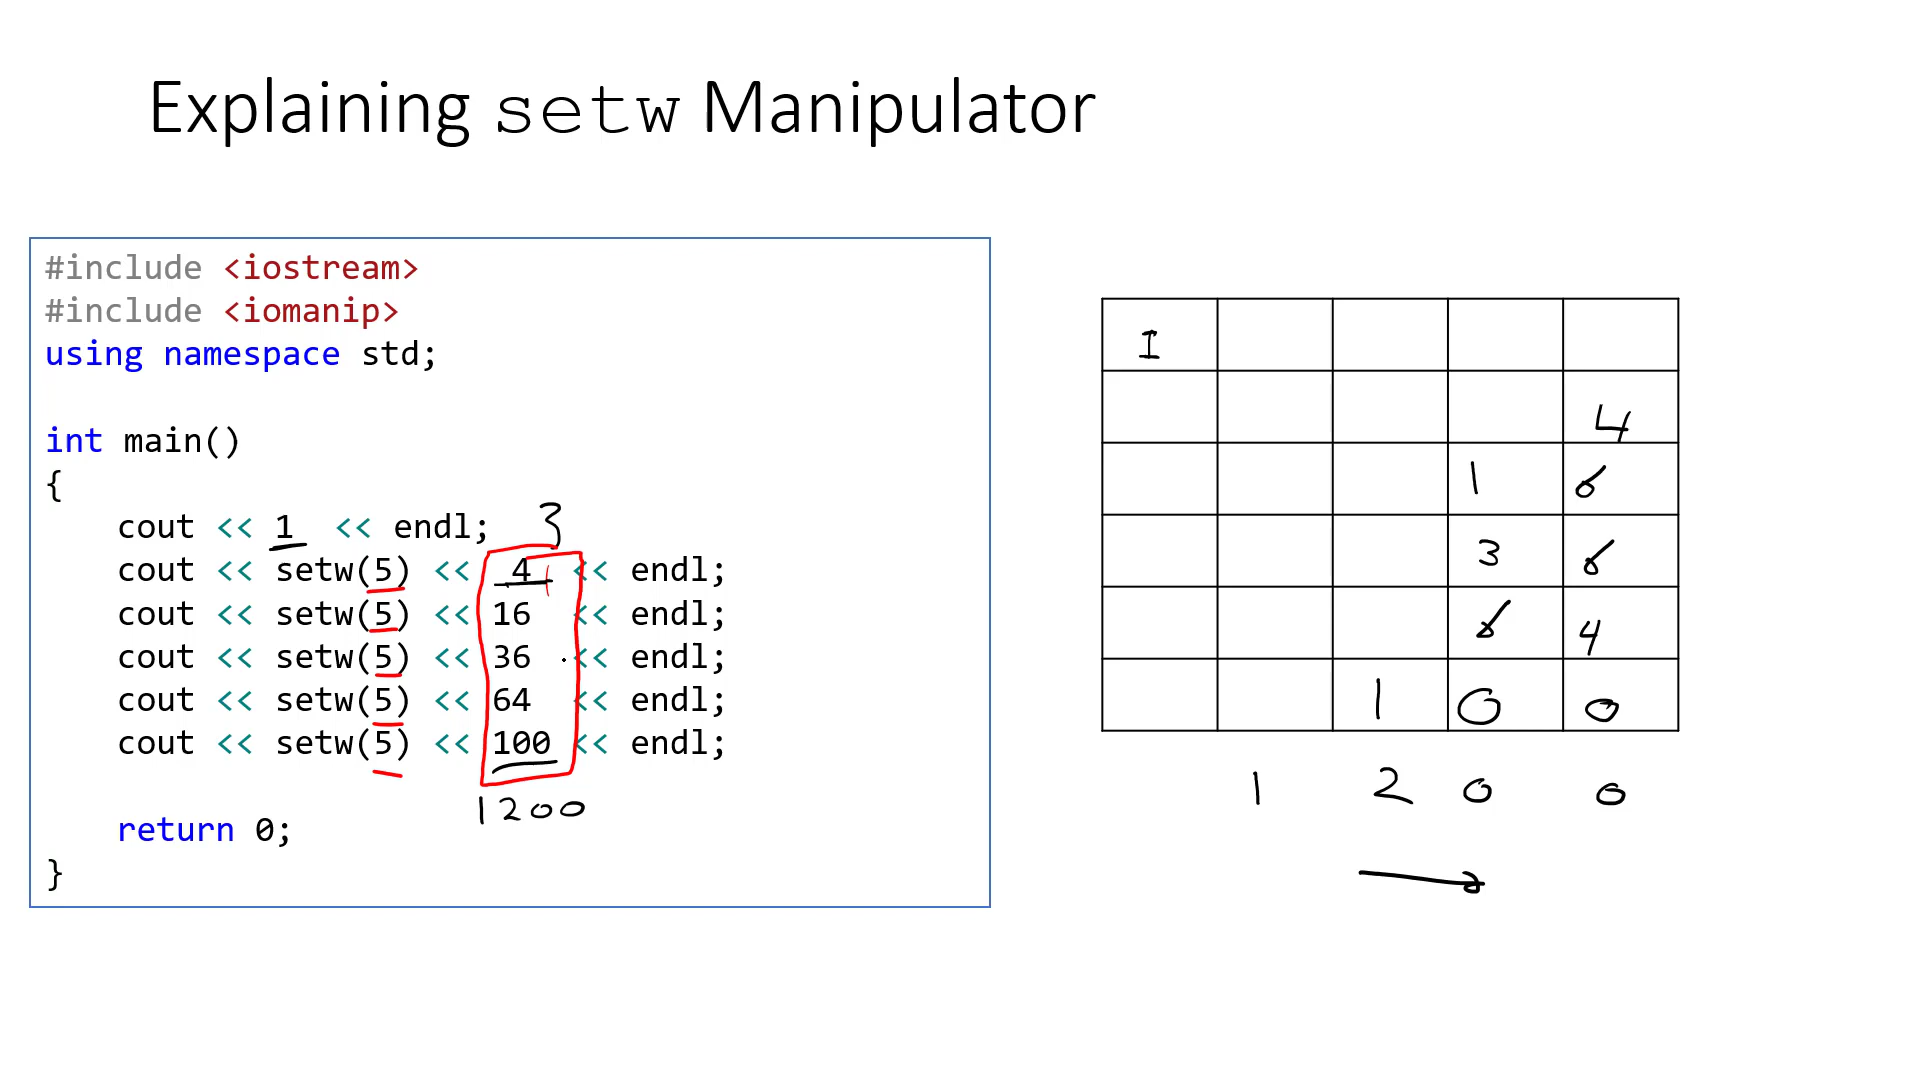 Explaining setw Manipulator
#include <iostream>
#include <iomanip>
using namespace std;
int main()
{
cout << 1 << endl; 3
cout << setw(5) << 4 << endl;
cout << setw(5) << 16 << endl;
cout << setw(5) << 36 << endl;
cout << setw(5) << 64 << endl;
cout << setw(5) << 100 << endl;
1200
return 0;
}
1
4
1 6
3 6
6 4
1 0 0
1 2 0 0